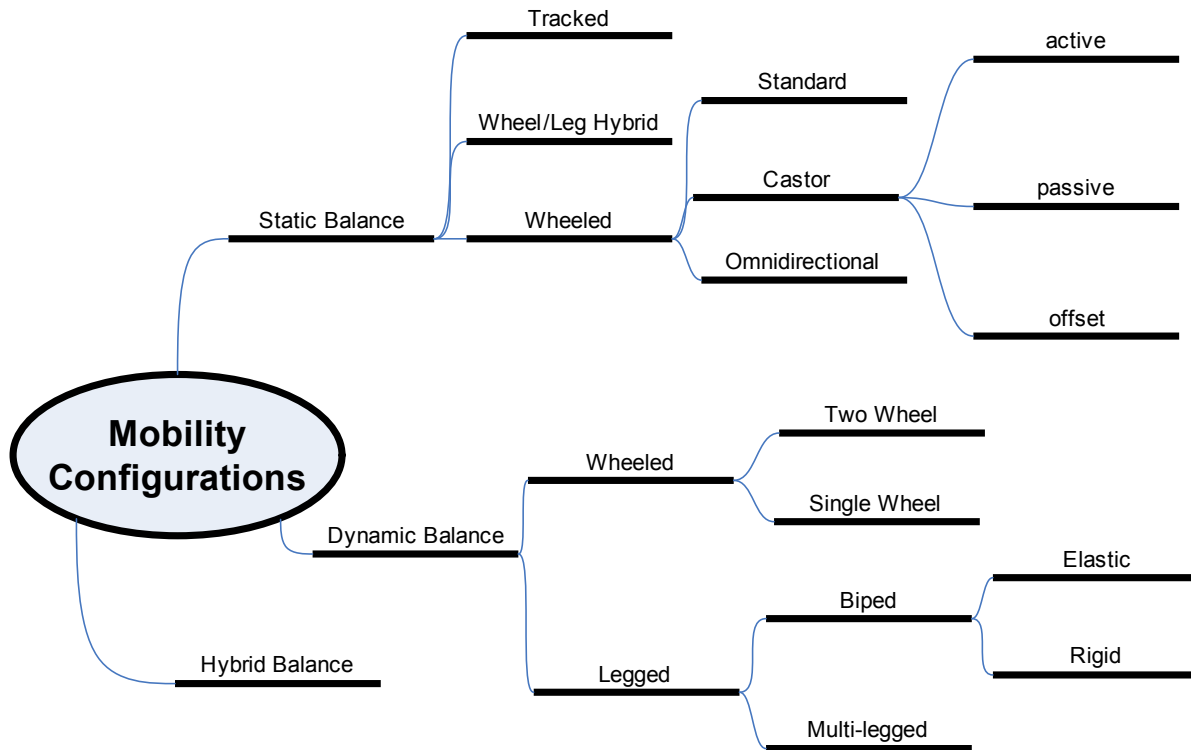 Tracked
active
Standard
Wheel/Leg Hybrid
Castor
passive
Static Balance
Wheeled
Omnidirectional
offset
Mobility
Configurations
Two Wheel
Wheeled
Single Wheel
Dynamic Balance
Elastic
Biped
Hybrid Balance
Legged
Rigid
Multi-legged